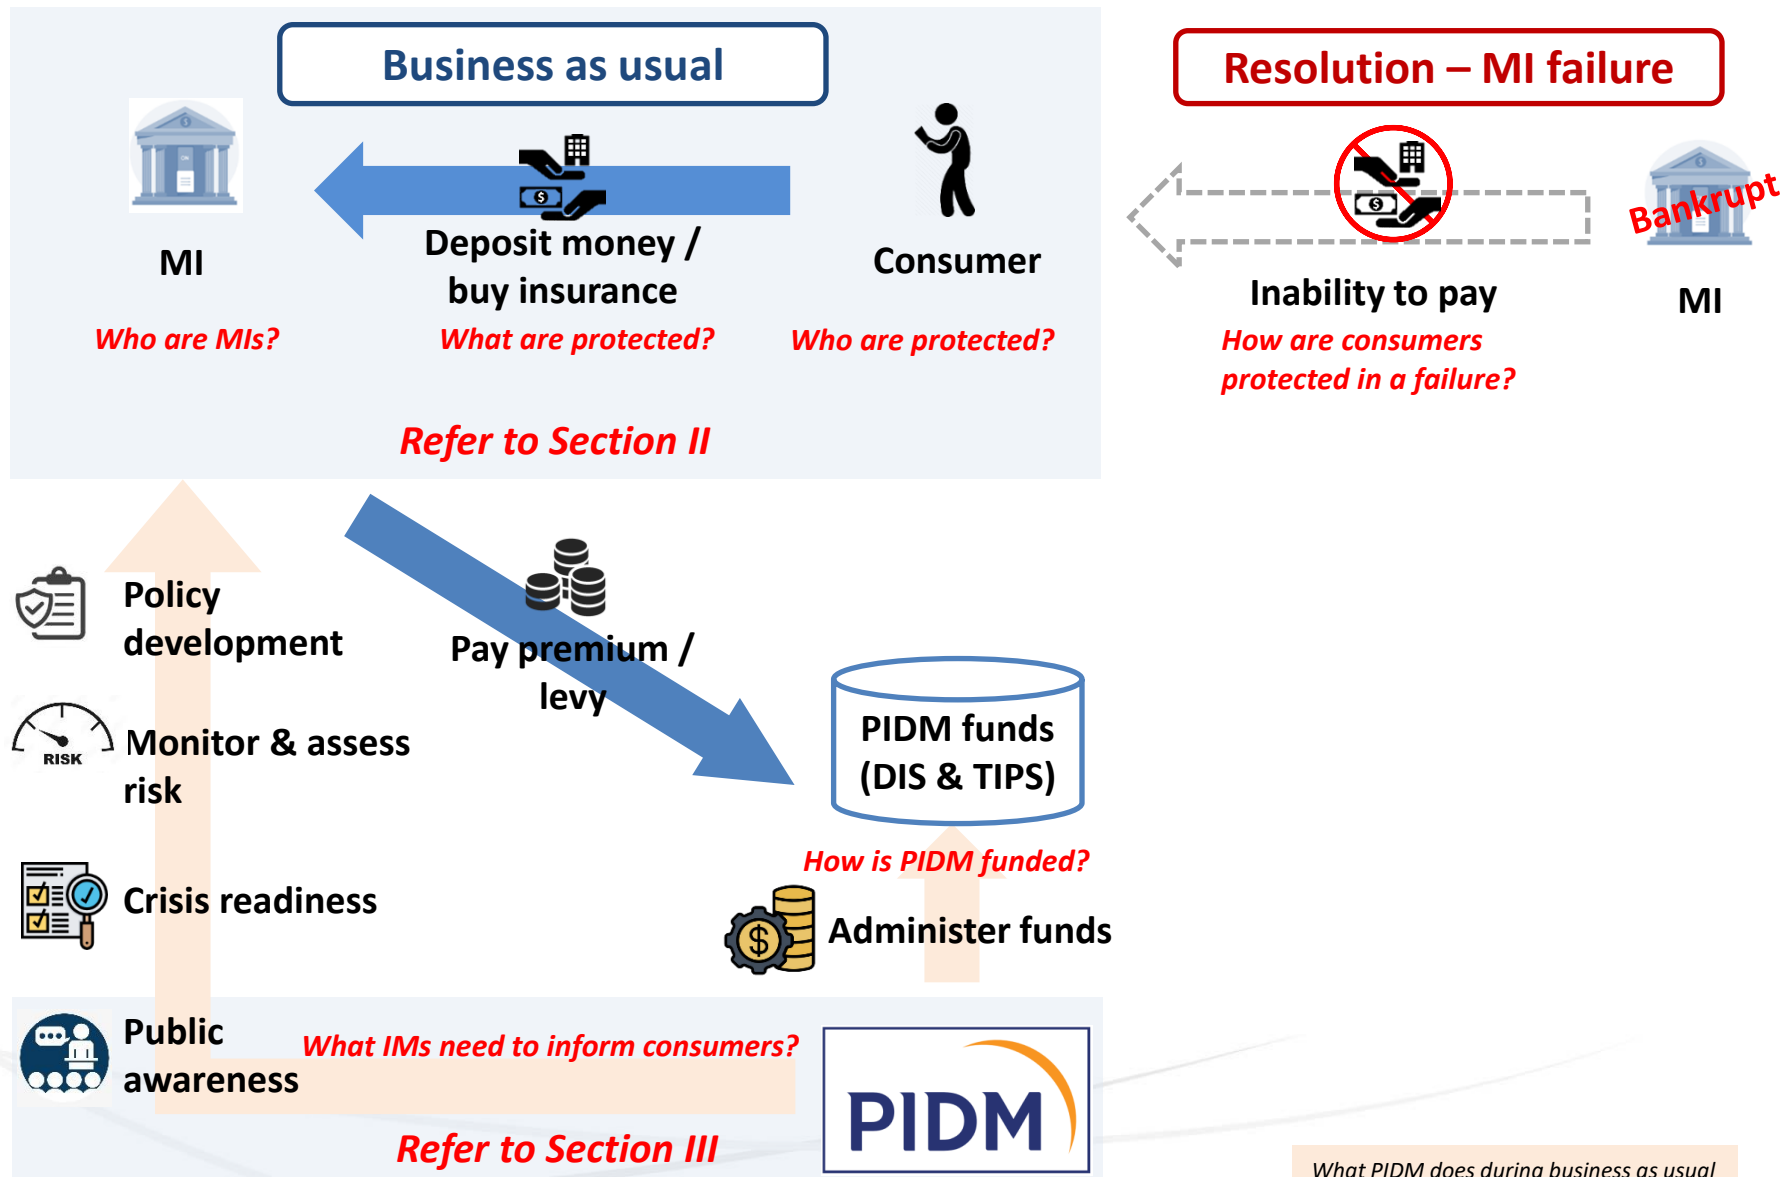 Business as usual
Resolution – MI failure
MI
Deposit money /
buy insurance
Consumer
Who are MIs?
What are protected?
Who are protected?
Refer to Section II
Bankrupt
Inability to pay
MI
How are consumers
protected in a failure?
Policy
development
Monitor & assess
risk
RISK
Crisis readiness
Public
awareness
Pay premium /
levy
PIDM funds
(DIS & TIPS)
How is PIDM funded?
Administer funds
What IMs need to inform consumers?
Refer to Section III
PIDM
What PIDM does during business as usual